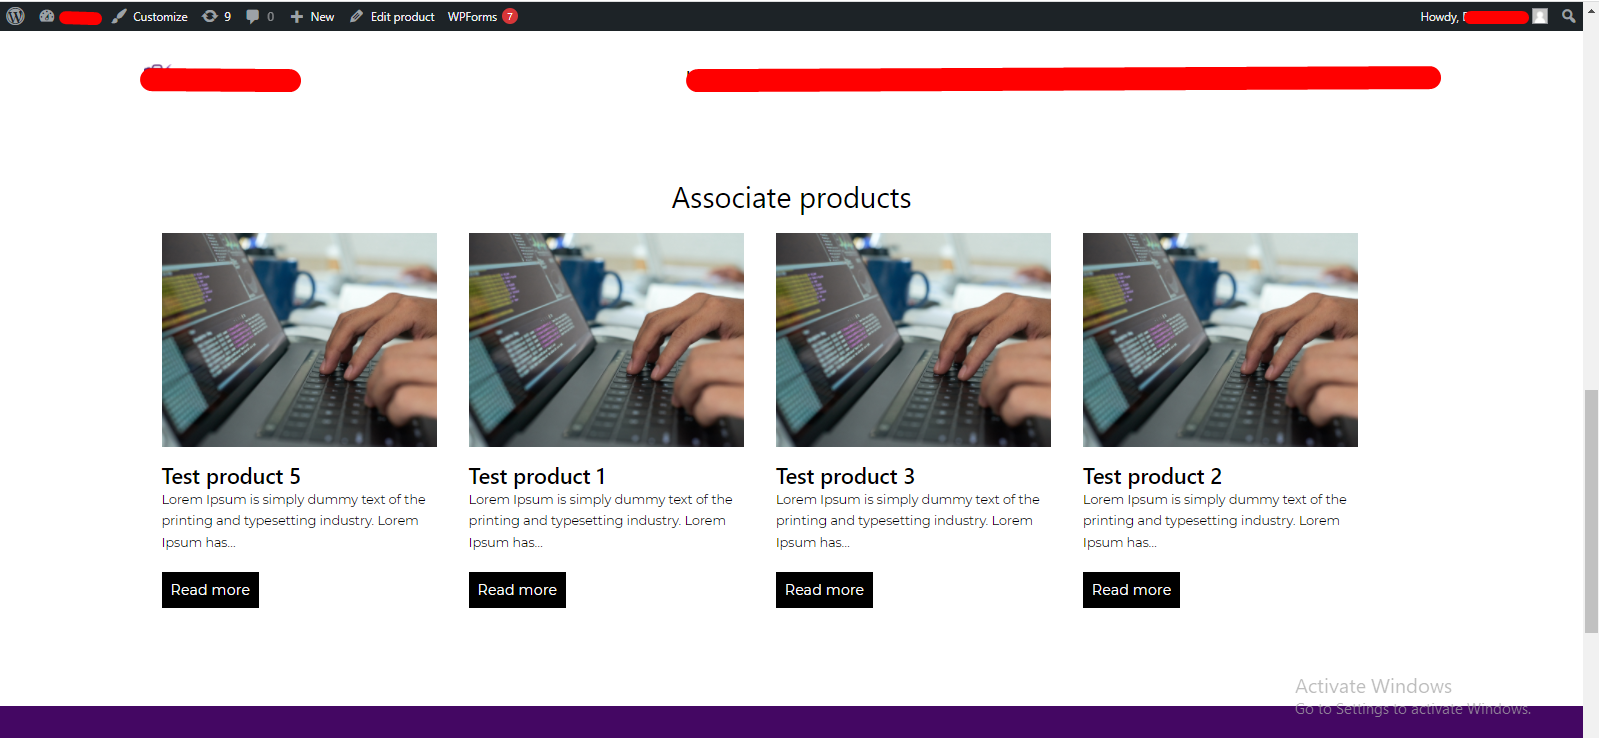 Customize 9 0 New Edit product WPForms 7 Howdy,
Associate products
Test product 5
Lorem Ipsum is simply dummy text of the
printing and typesetting industry. Lorem
Ipsum has...
Read more
Test product 1
Lorem Ipsum is simply dummy text of the
printing and typesetting industry. Lorem
Ipsum has...
Read more
Test product 3
Lorem Ipsum is simply dummy text of the
printing and typesetting industry. Lorem
Ipsum has...
Read more
Test product 2
Lorem Ipsum is simply dummy text of the
printing and typesetting industry. Lorem
Ipsum has...
Read more
Activate Windows
Go to Settings to activate Windows.